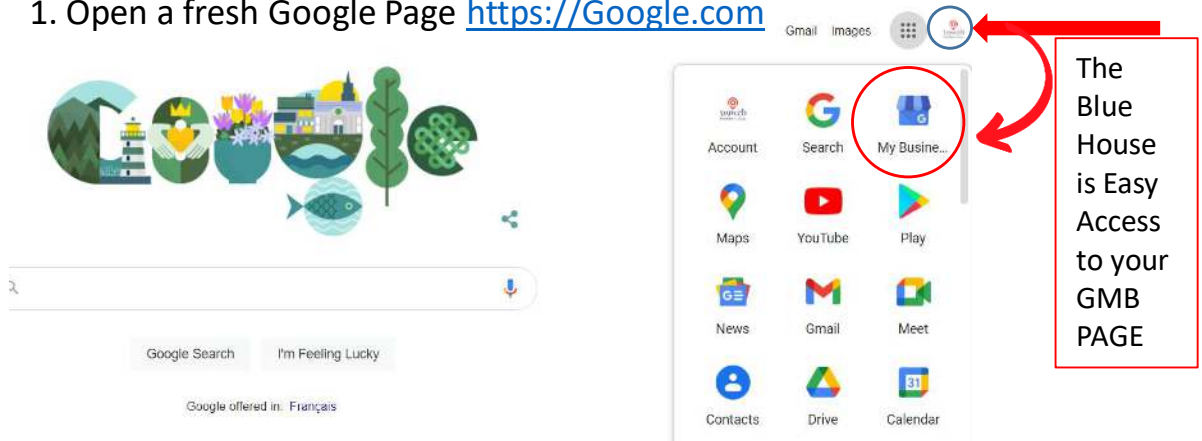 1. Open a fresh Google Page https://Google.com
Gmail Images
Account Search My Busine...
Maps YouTube Play
GE
News Gmail Meet
31
Contacts Drive Calendar
Google Search I'm Feeling Lucky
Google offered in: Français
The
Blue
House
is Easy
Access
to your
GMB
PAGE